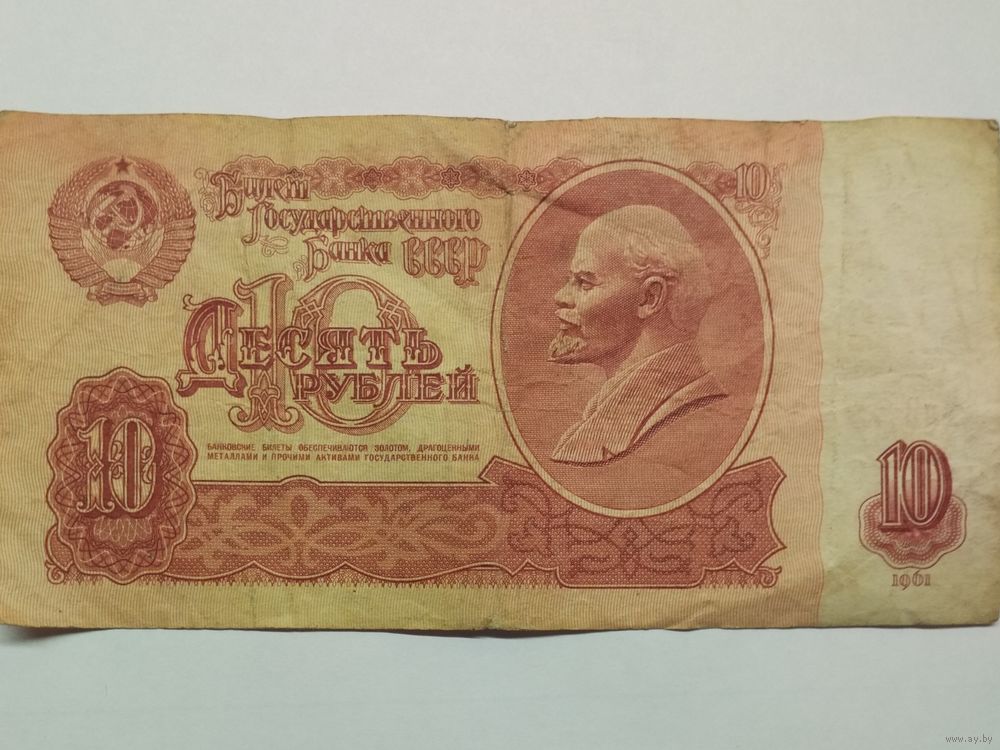 Билет
Государственного
Банка СССР
10
10
Десять
рублей
БАНКОВСКИЕ БИЛЕТЫ ОБЕСПЕЧИВАЮТСЯ ЗОЛОТОМ, ДРАГОЦЕННЫМИ
МЕТАЛЛАМИ И ПРОЧИМИ АКТИВАМИ ГОСУДАРСТВЕННОГО БАНКА
10
10
1961
www.ay.by